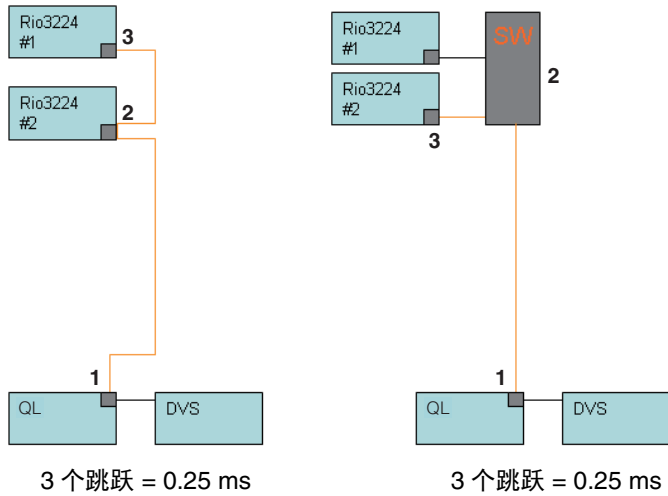 Rio3224
#1
3
Rio3224
#2
2
1
QL
DVS
3 个跳跃 = 0.25 ms
Rio3224
#1
SW
2
Rio3224
#2
3
1
QL
DVS
3 个跳跃 = 0.25 ms